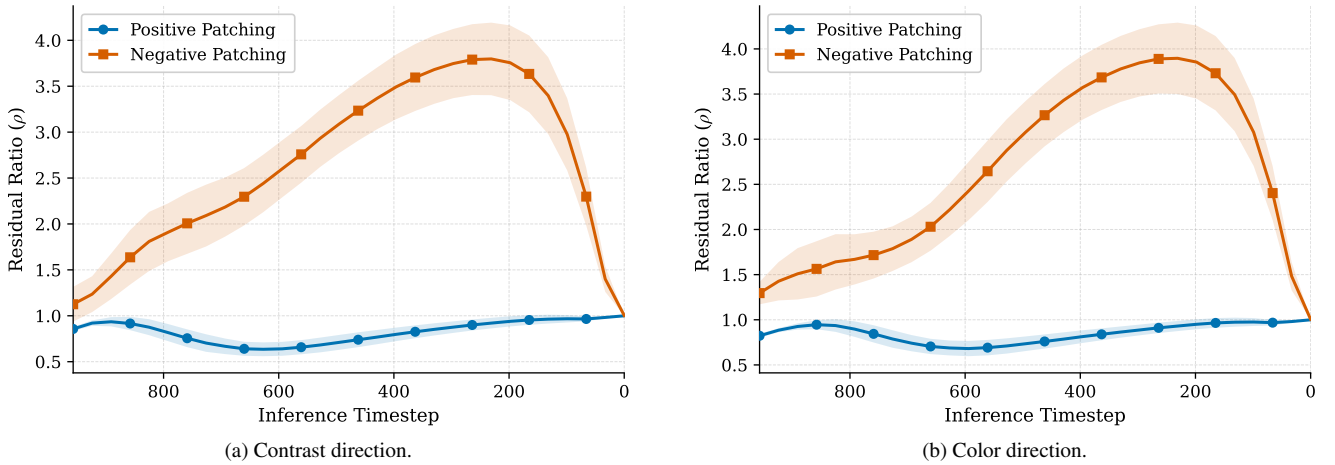 Positive Patching
Negative Patching
4.0
3.5
3.0
2.5
2.0
1.5
1.0
0.5
Residual Ratio (ρ)
800 600 400 200 0
Inference Timestep
(a) Contrast direction.
Positive Patching
Negative Patching
4.0
3.5
3.0
2.5
2.0
1.5
1.0
0.5
Residual Ratio (ρ)
800 600 400 200 0
Inference Timestep
(b) Color direction.